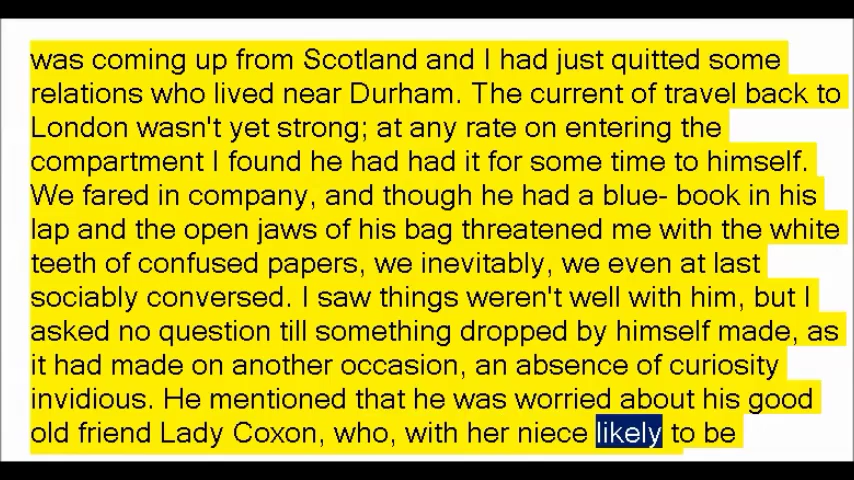 was coming up from Scotland and I had just quitted some
relations who lived near Durham. The current of travel back to
London wasn't yet strong; at any rate on entering the
compartment I found he had had it for some time to himself.
We fared in company, and though he had a blue- book in his
lap and the open jaws of his bag threatened me with the white
teeth of confused papers, we inevitably, we even at last
sociably conversed. I saw things weren't well with him, but I
asked no question till something dropped by himself made, as
it had made on another occasion, an absence of curiosity
invidious. He mentioned that he was worried about his good
old friend Lady Coxon, who, with her niece likely to be